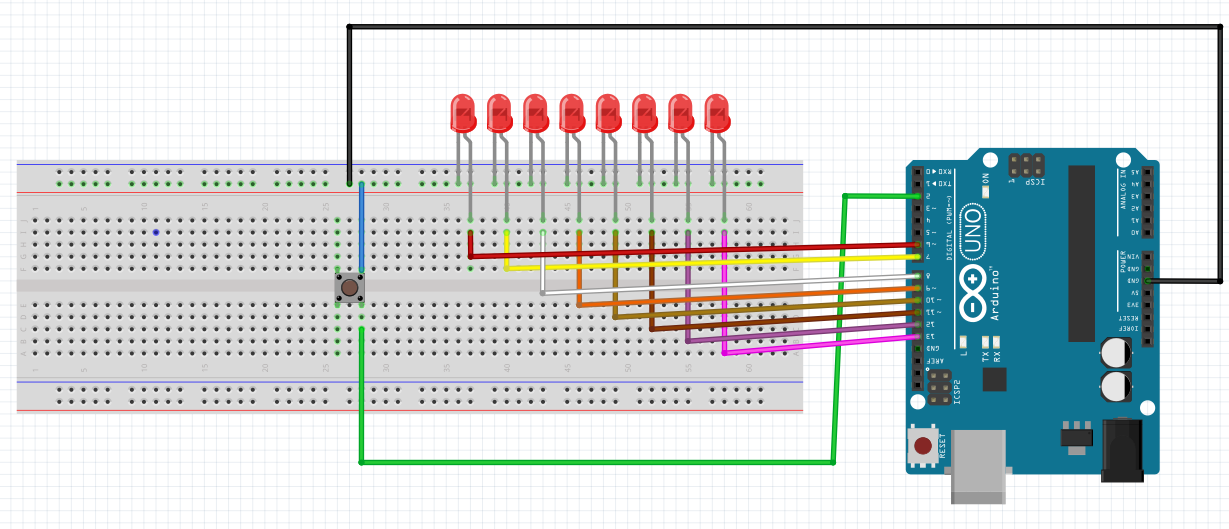 1 5 10 15 20 25 30 35 40 45 50 55 60
1 5 10 15 20 25 30 35 40 45 50 55 60
RX◄0
TX►1
2
~3
4
~5
~6
7
8
~9
~10
~11
12
13
GND
AREF
DIGITAL (PWM~)
ON
ICSP
1
UNO
Arduino™
L
TX
RX
ICSP2
RESET
ANALOG IN
A5
A4
A3
A2
A1
A0
POWER
VIN
GND
GND
5V
3V3
RESET
IOREF